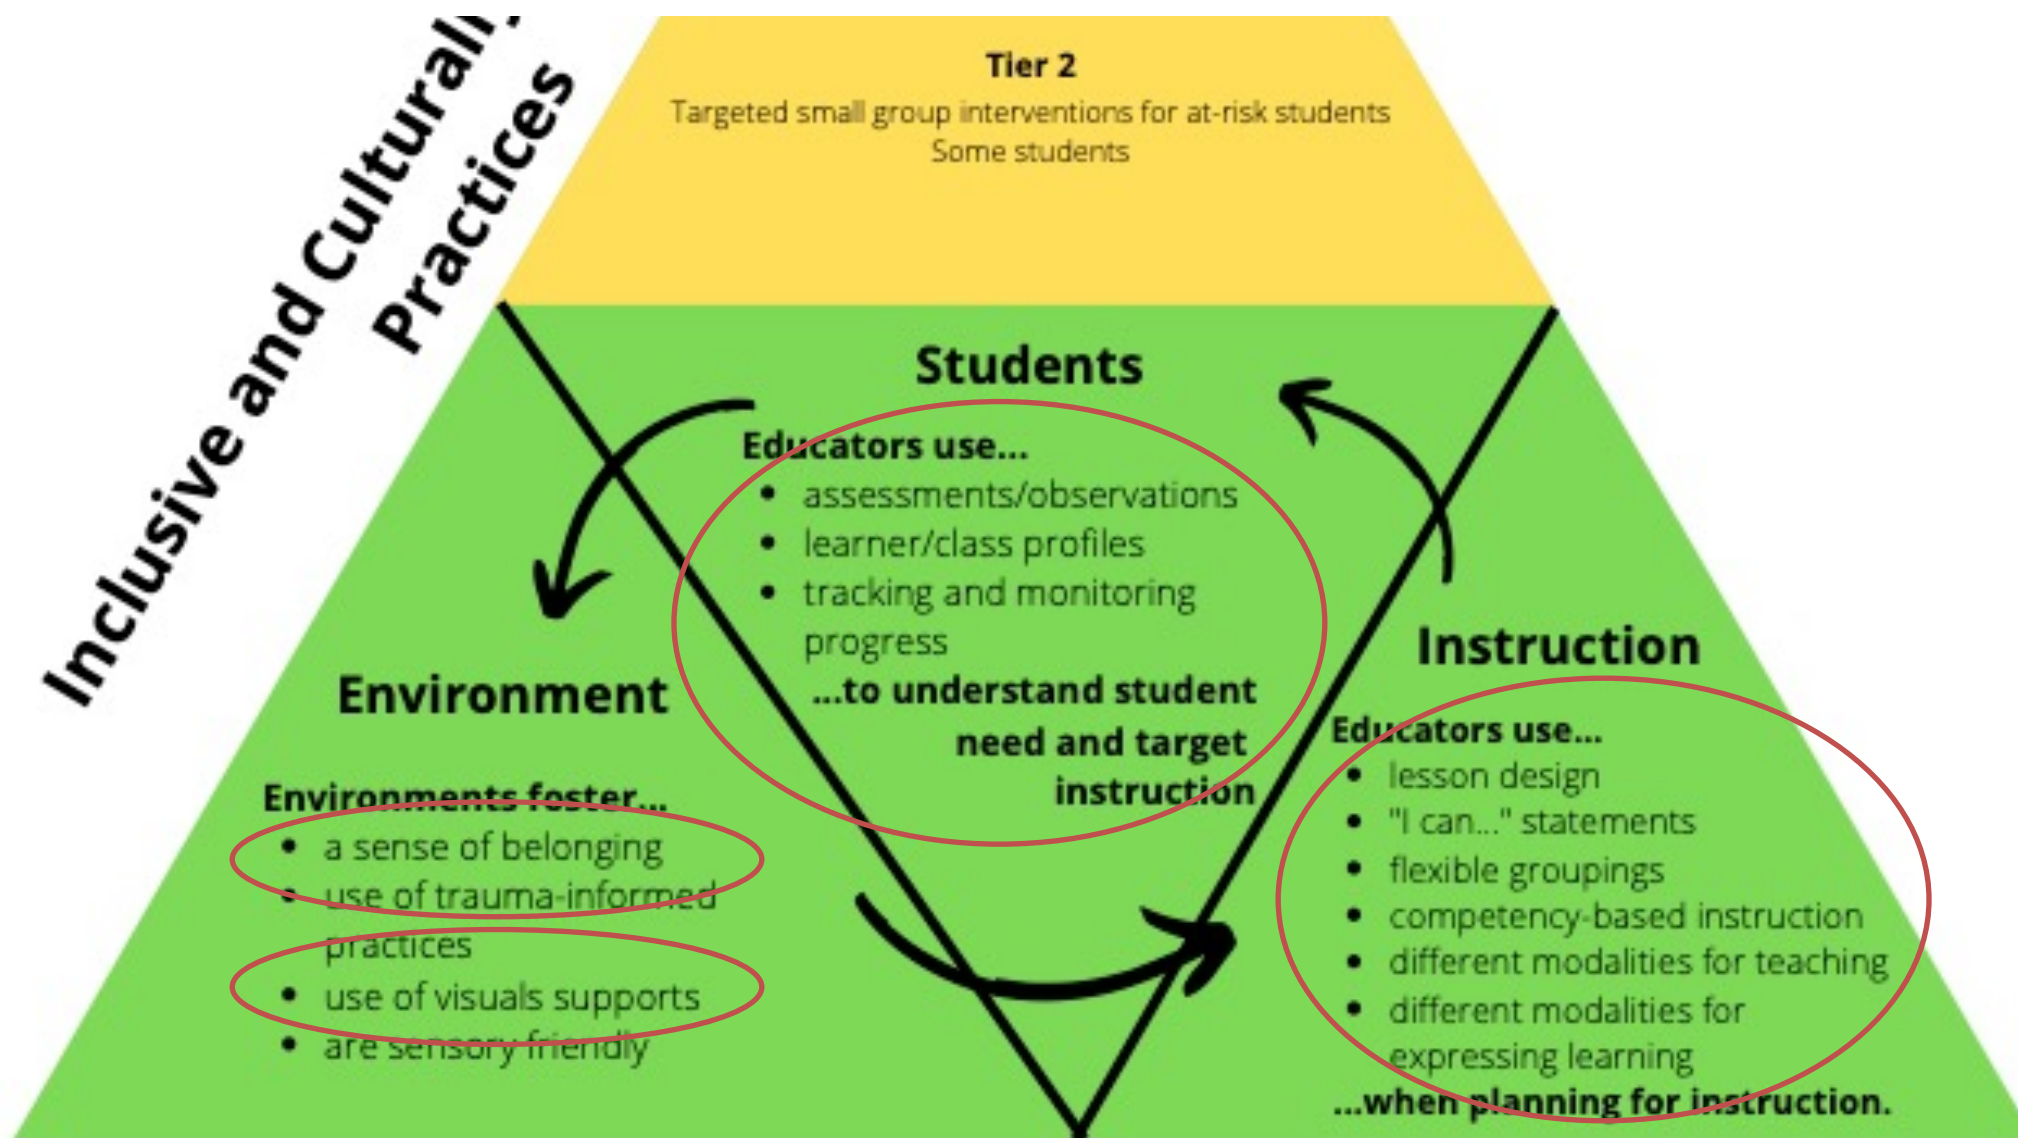 Inclusive and Culturally
Practices
Tier 2
Targeted small group interventions for at-risk students
Some students
Students
Educators use...
• assessments/observations
• learner/class profiles
• tracking and monitoring
progress
...to understand student
need and target
instruction
Environment
Environments foster...
• a sense of belonging
• use of trauma-informed
practices
• use of visuals supports
• are sensory friendly
Instruction
Educators use...
• lesson design
• "I can..." statements
• flexible groupings
• competency-based instruction
• different modalities for teaching
• different modalities for
expressing learning
...when planning for instruction.